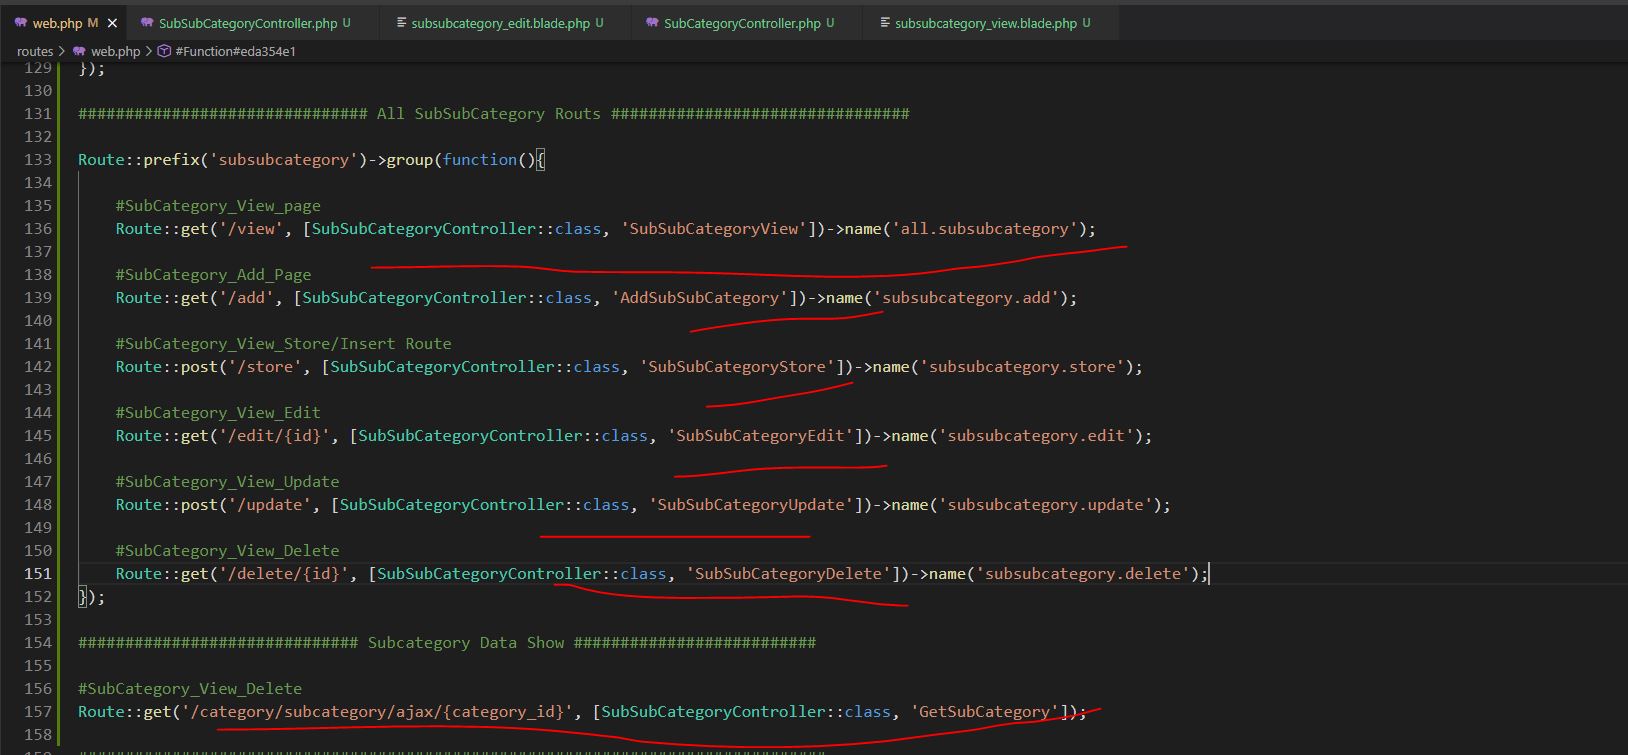 web.php M
SubSubCategoryController.php U
subsubcategory_edit.blade.php U
SubCategoryController.php U
subsubcategory_view.blade.php U
routes > web.php > #Function#eda354e1
129 });
130
131 ############################### All SubSubCategory Routs ################################
132
133 Route::prefix('subsubcategory')->group(function(){
134
135 #SubCategory_View_page
136 Route::get('/view', [SubSubCategoryController::class, 'SubSubCategoryView'])->name('all.subsubcategory');
137
138 #SubCategory_Add_Page
139 Route::get('/add', [SubSubCategoryController::class, 'AddSubSubCategory'])->name('subsubcategory.add');
140
141 #SubCategory_View_Store/Insert Route
142 Route::post('/store', [SubSubCategoryController::class, 'SubSubCategoryStore'])->name('subsubcategory.store');
143
144 #SubCategory_View_Edit
145 Route::get('/edit/{id}', [SubSubCategoryController::class, 'SubSubCategoryEdit'])->name('subsubcategory.edit');
146
147 #SubCategory_View_Update
148 Route::post('/update', [SubSubCategoryController::class, 'SubSubCategoryUpdate'])->name('subsubcategory.update');
149
150 #SubCategory_View_Delete
151 Route::get('/delete/{id}', [SubSubCategoryController::class, 'SubSubCategoryDelete'])->name('subsubcategory.delete');
152 });
153
154 ############################## Subcategory Data Show ##########################
155
156 #SubCategory_View_Delete
157 Route::get('/category/subcategory/ajax/{category_id}', [SubSubCategoryController::class, 'GetSubCategory']);
158